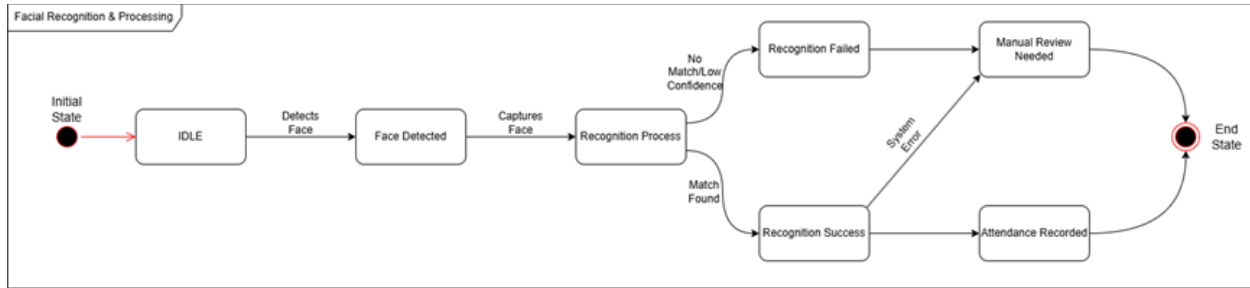 Facial Recognition & Processing
Initial
State
IDLE
Detects
Face
Face Detected
Captures
Face
Recognition Process
No
Match/Low
Confidence
Recognition Failed
Manual Review
Needed
System
Error
Match
Found
Recognition Success
Attendance Recorded
End
State